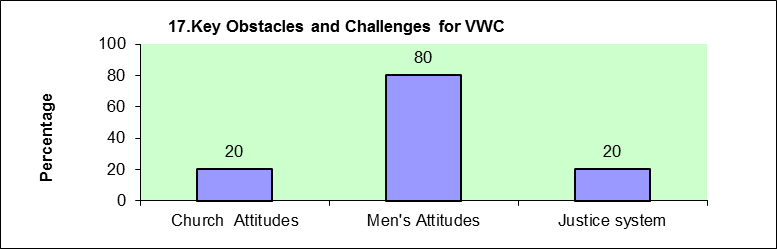 17.Key Obstacles and Challenges for VWC
Percentage
100
80
60
40
20
0
20
80
20
Church Attitudes
Men's Attitudes
Justice system